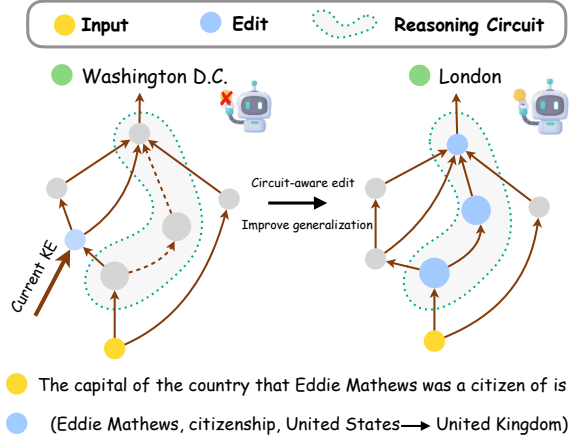 Input Edit Reasoning Circuit
Washington D.C. London
Circuit-aware edit
Improve generalization
Current KE
The capital of the country that Eddie Mathews was a citizen of is
(Eddie Mathews, citizenship, United States → United Kingdom)